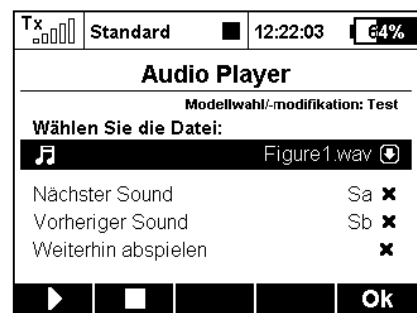 Tx Standard 12:22:03 64%
Audio Player
Modellwahl/-modifikation: Test
Wählen Sie die Datei:
Figure1.wav
Nächster Sound Sa
Vorheriger Sound Sb
Weiterhin abspielen
Ok